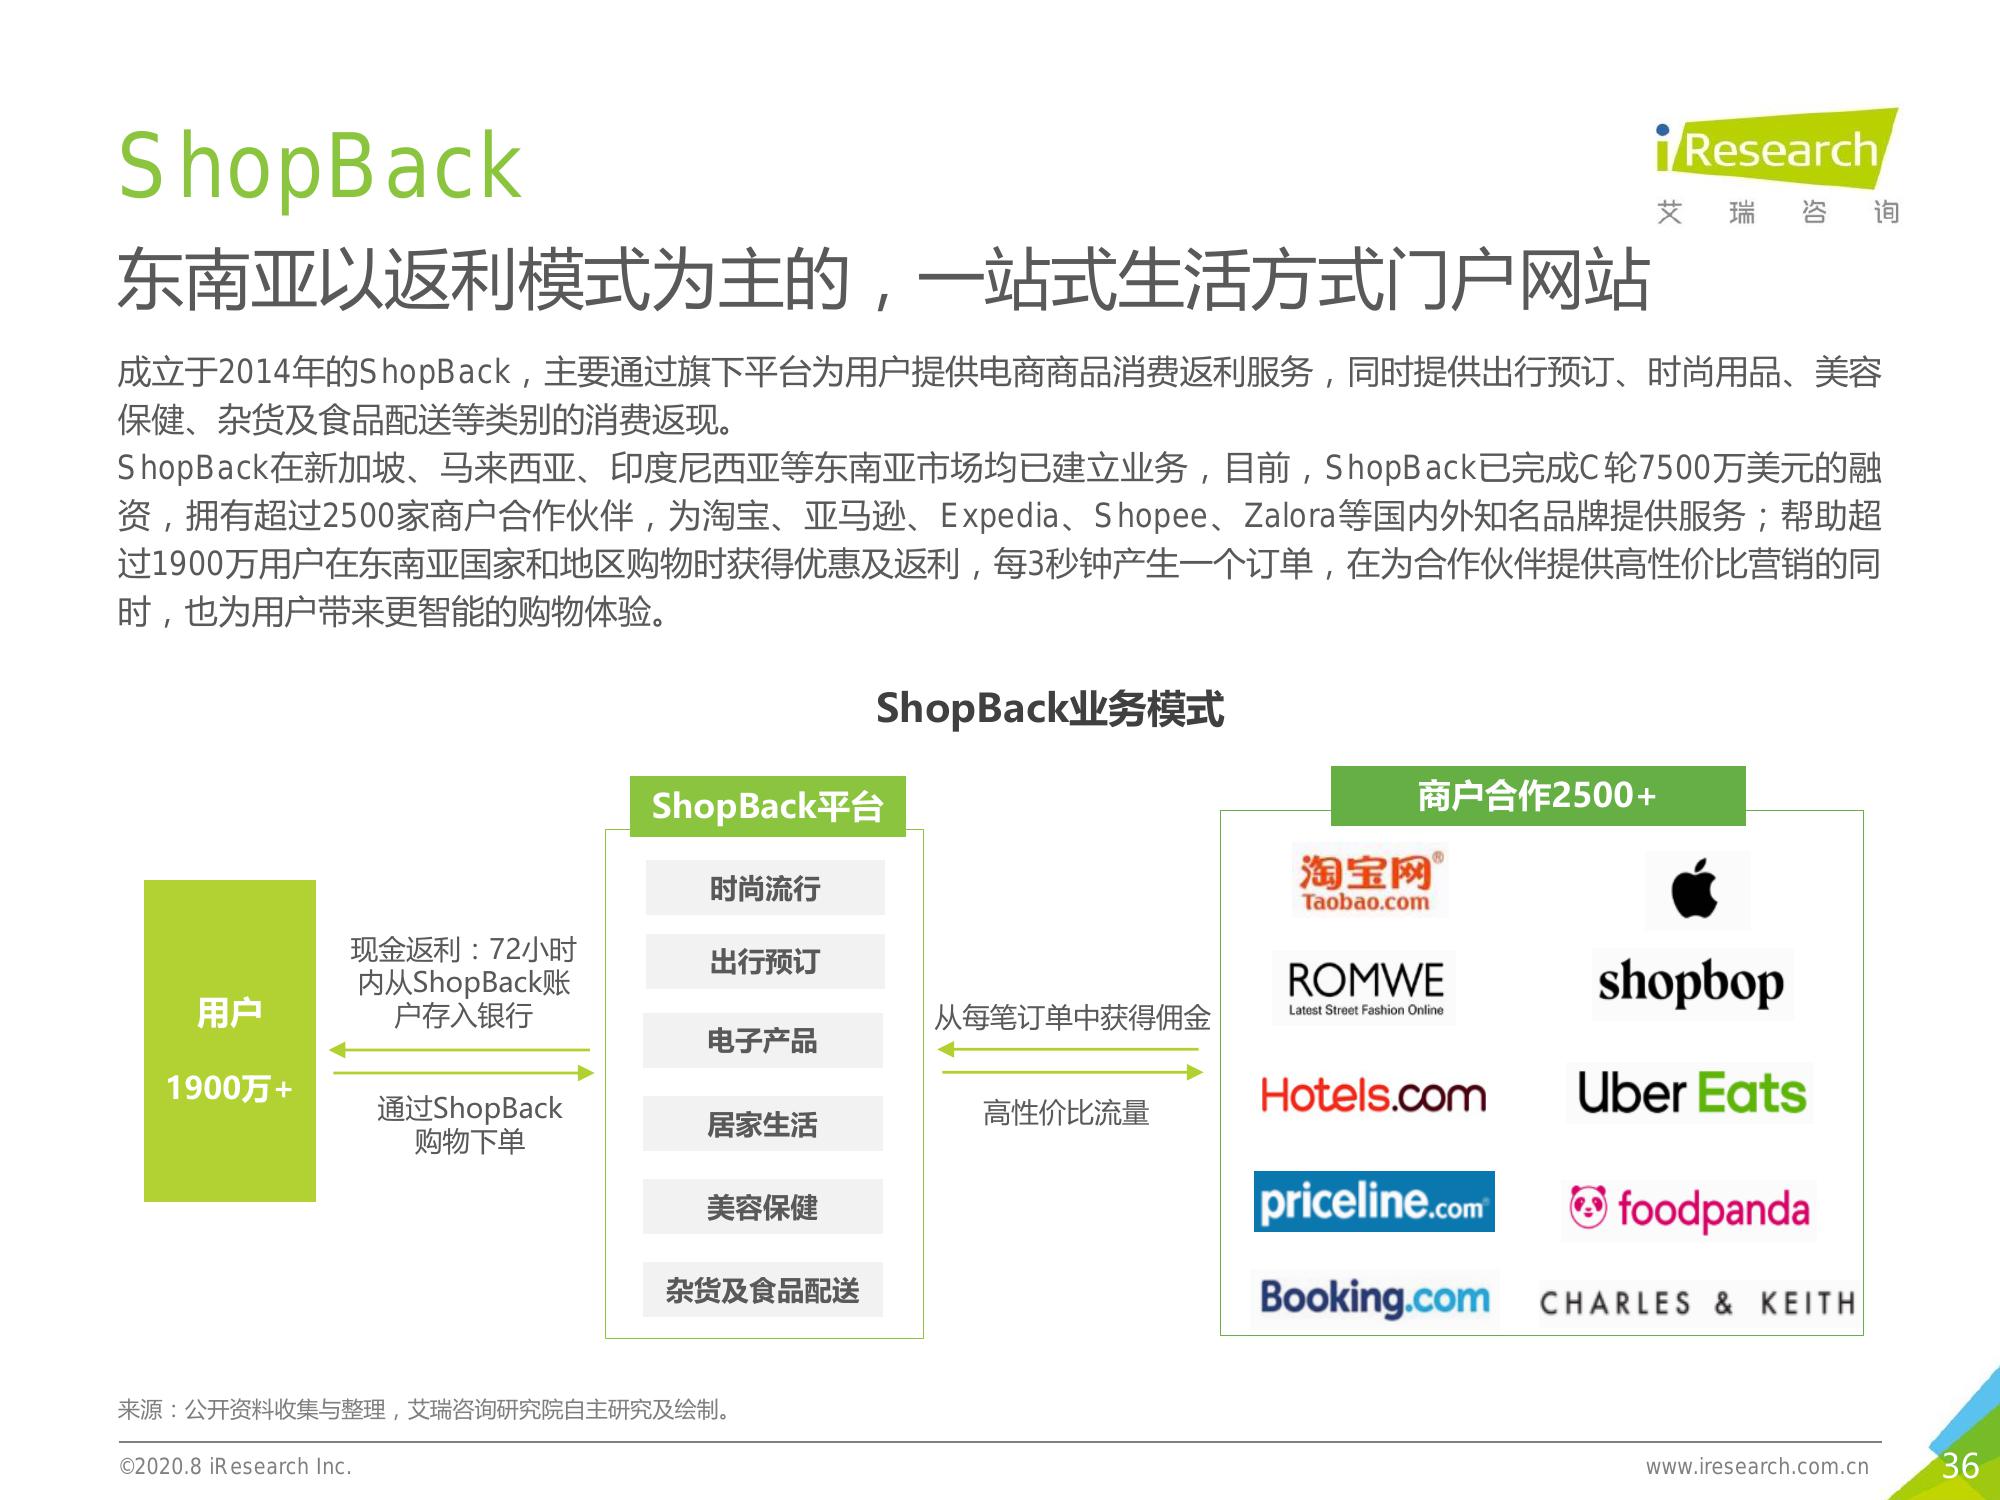 ShopBack
iResearch
艾瑞咨询
东南亚以返利模式为主的，一站式生活方式门户网站
成立于2014年的ShopBack，主要通过旗下平台为用户提供电商商品消费返利服务，同时提供出行预订、时尚用品、美容
保健、杂货及食品配送等类别的消费返现。
ShopBack在新加坡、马来西亚、印度尼西亚等东南亚市场均已建立业务，目前，ShopBack已完成C轮7500万美元的融
资，拥有超过2500家商户合作伙伴，为淘宝、亚马逊、Expedia、Shopee、Zalora等国内外知名品牌提供服务；帮助超
过1900万用户在东南亚国家和地区购物时获得优惠及返利，每3秒钟产生一个订单，在为合作伙伴提供高性价比营销的同
时，也为用户带来更智能的购物体验。
ShopBack业务模式
用户
1900万+
现金返利：72小时
内从ShopBack账
户存入银行
通过ShopBack
购物下单
ShopBack平台
时尚流行
出行预订
电子产品
居家生活
美容保健
杂货及食品配送
从每笔订单中获得佣金
高性价比流量
商户合作2500+
淘宝网®
Taobao.com
ROMWE
Latest Street Fashion Online
shopbop
Hotels.com
Uber Eats
priceline.com®
foodpanda
Booking.com
CHARLES & KEITH
来源：公开资料收集与整理，艾瑞咨询研究院自主研究及绘制。
©2020.8 iResearch Inc.
www.iresearch.com.cn
36